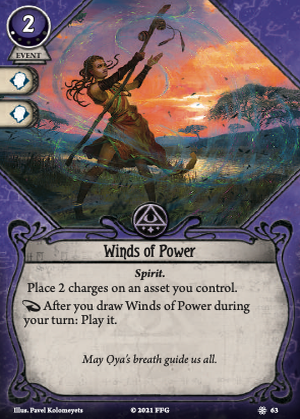 2
EVENT
Winds of Power
Spirit.
Place 2 charges on an asset you control.
After you draw Winds of Power during
your turn: Play it.
May Ọya's breath guide us all.
Illus. Pavel Kolomeyets
© 2021 FFG
63